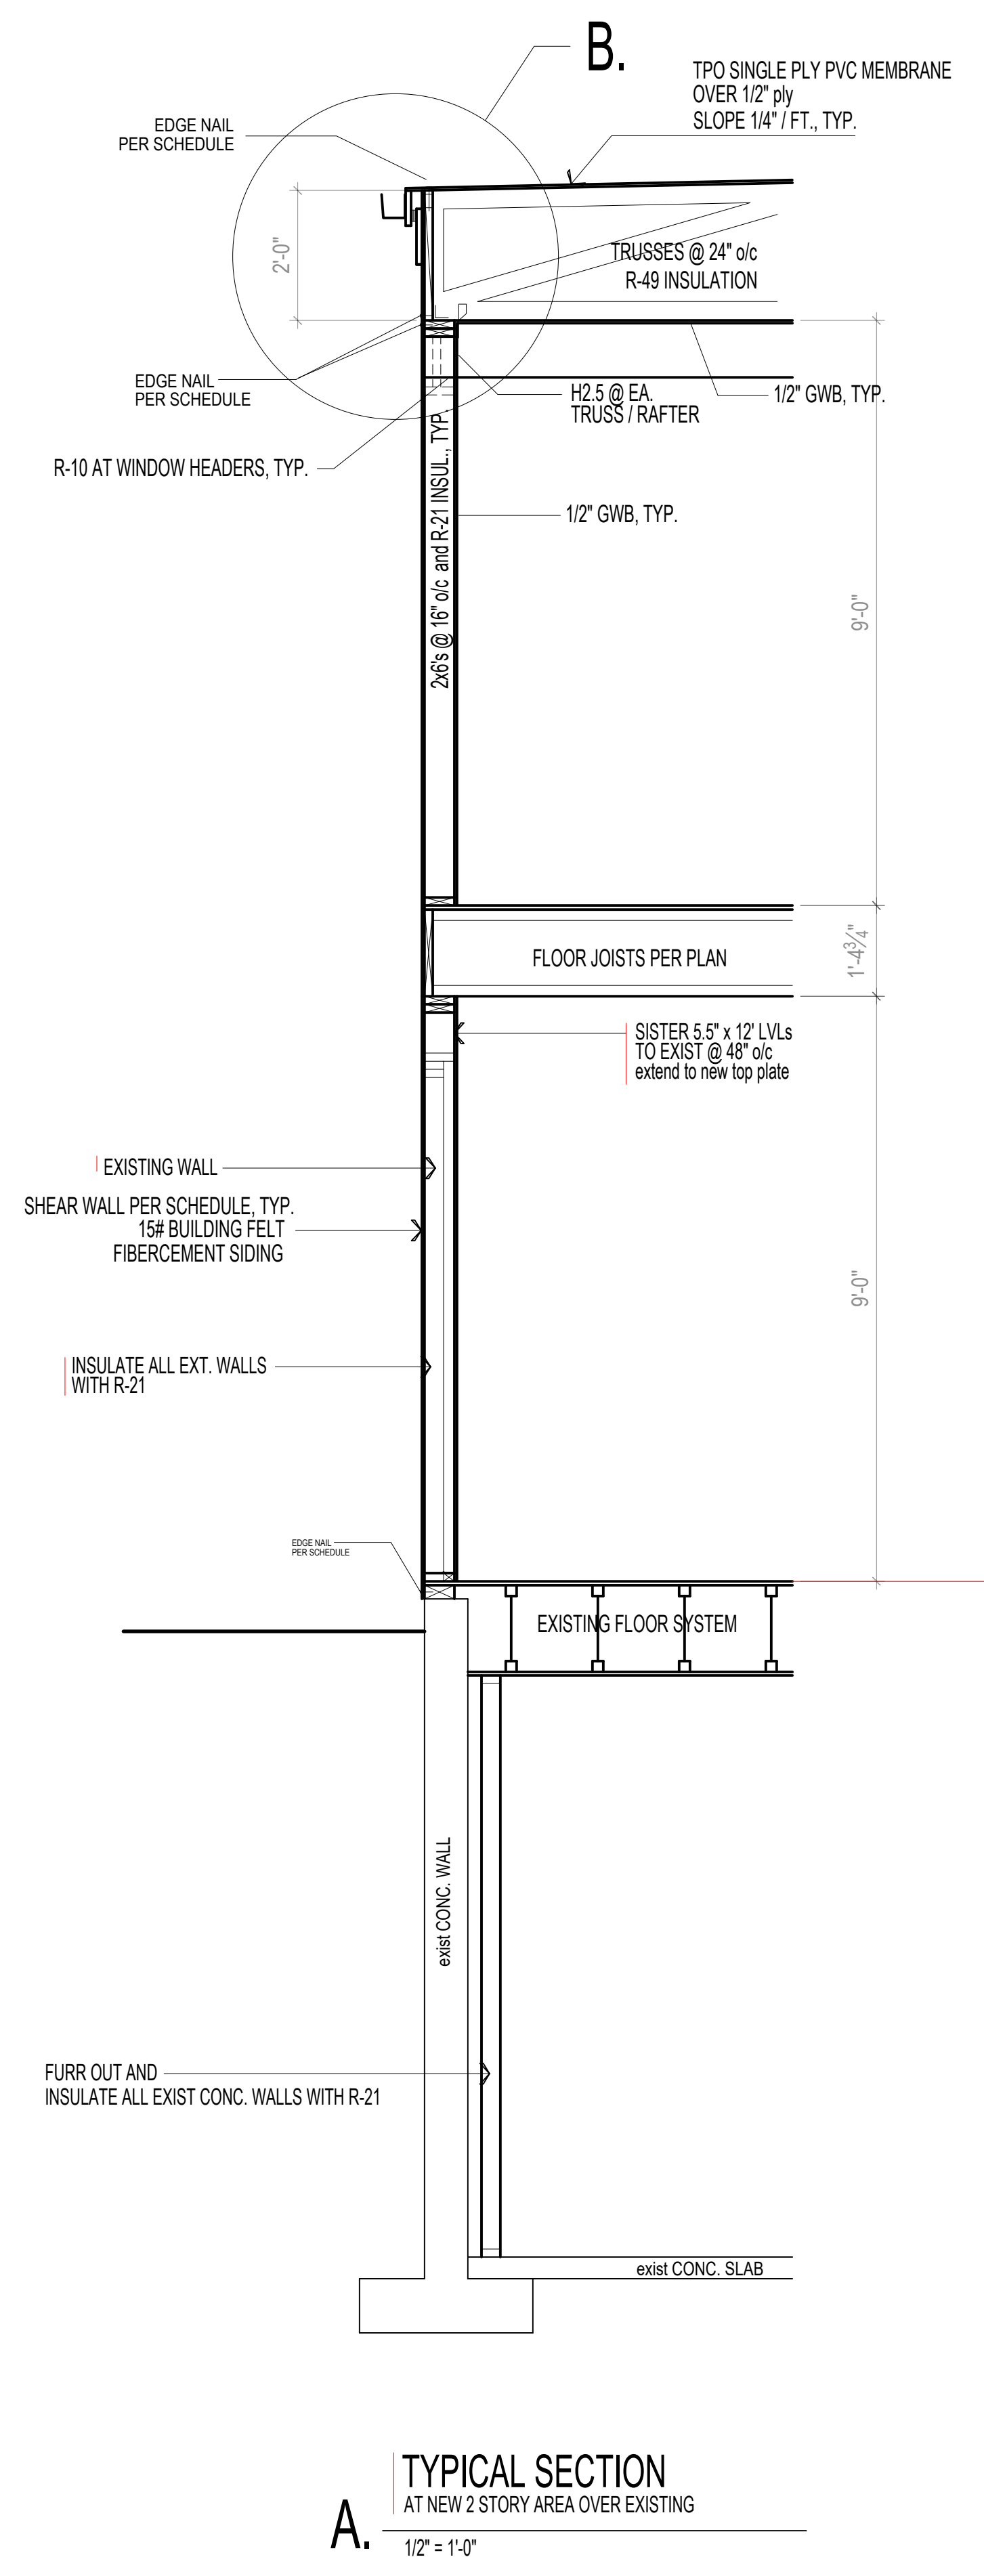 B.
TPO SINGLE PLY PVC MEMBRANE
OVER 1/2" ply
SLOPE 1/4" / FT., TYP.
EDGE NAIL
PER SCHEDULE
2'-0"
TRUSSES @ 24" o/c
R-49 INSULATION
EDGE NAIL
PER SCHEDULE
H2.5 @ EA.
TRUSS / RAFTER
1/2" GWB, TYP.
R-10 AT WINDOW HEADERS, TYP.
2x6's @ 16" o/c and R-21 INSUL., TYP.
1/2" GWB, TYP.
9'-0"
FLOOR JOISTS PER PLAN
1'-4¾"
SISTER 5.5" x 12' LVLs
TO EXIST @ 48" o/c
extend to new top plate
EXISTING WALL
SHEAR WALL PER SCHEDULE, TYP.
15# BUILDING FELT
FIBERCEMENT SIDING
9'-0"
INSULATE ALL EXT. WALLS
WITH R-21
EDGE NAIL
PER SCHEDULE
EXISTING FLOOR SYSTEM
exist CONC. WALL
FURR OUT AND
INSULATE ALL EXIST CONC. WALLS WITH R-21
exist CONC. SLAB
A.
TYPICAL SECTION
AT NEW 2 STORY AREA OVER EXISTING
1/2" = 1'-0"